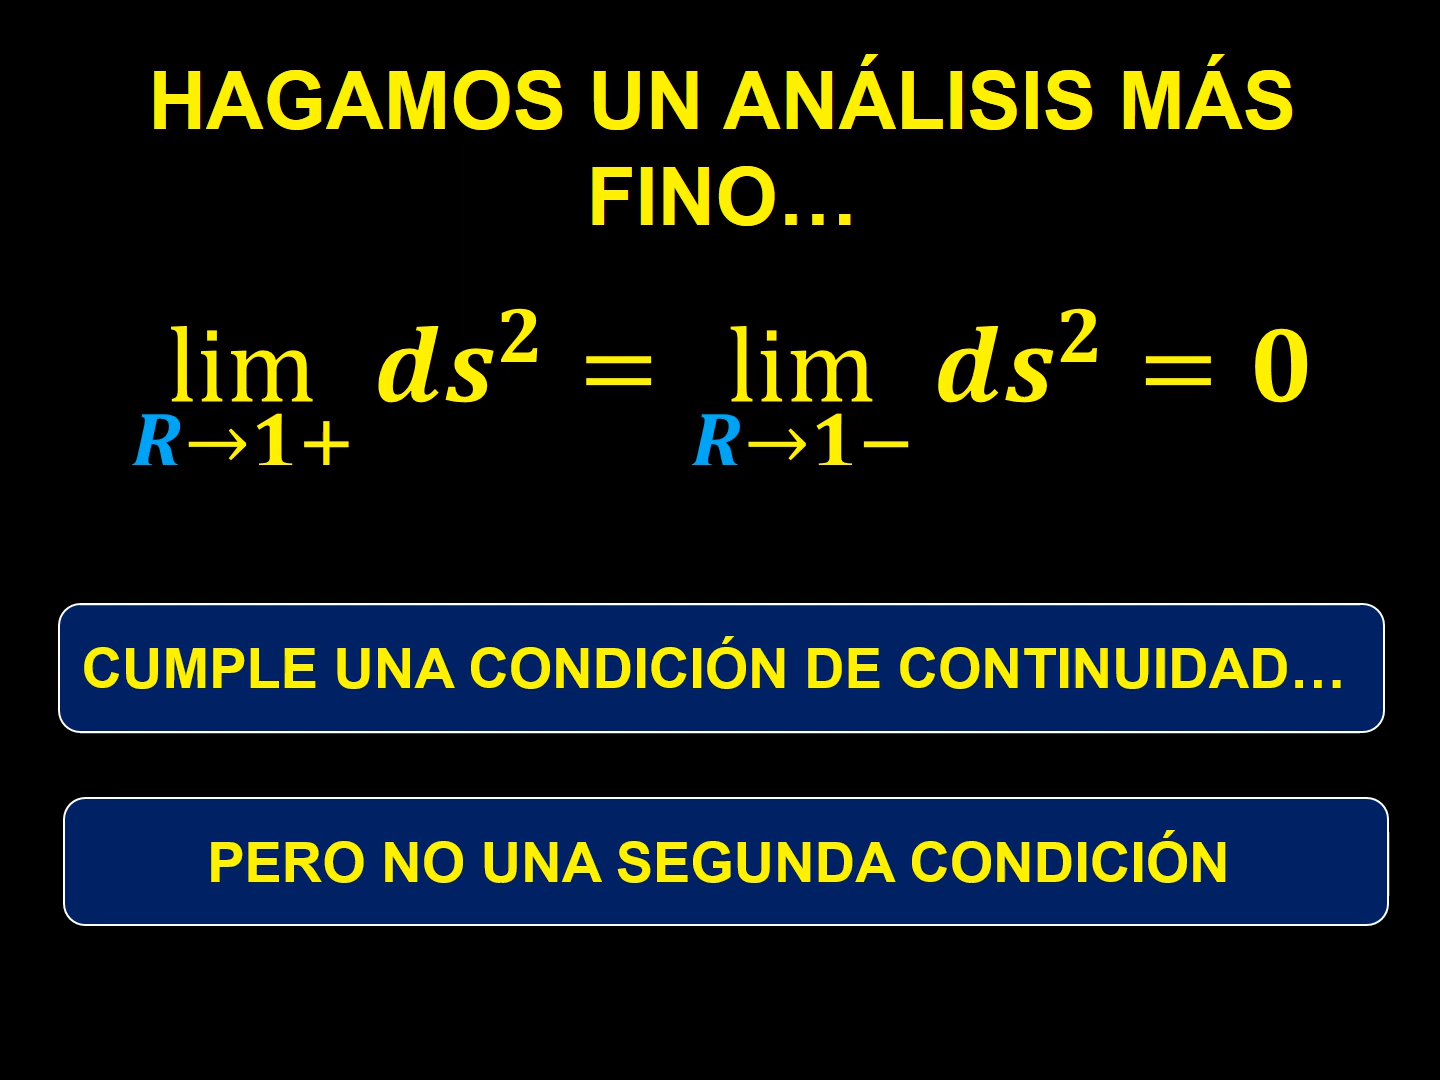 HAGAMOS UN ANÁLISIS MÁS
FINO…
lim ds² = lim ds² = 0
R→1+ R→1−
CUMPLE UNA CONDICIÓN DE CONTINUIDAD…
PERO NO UNA SEGUNDA CONDICIÓN